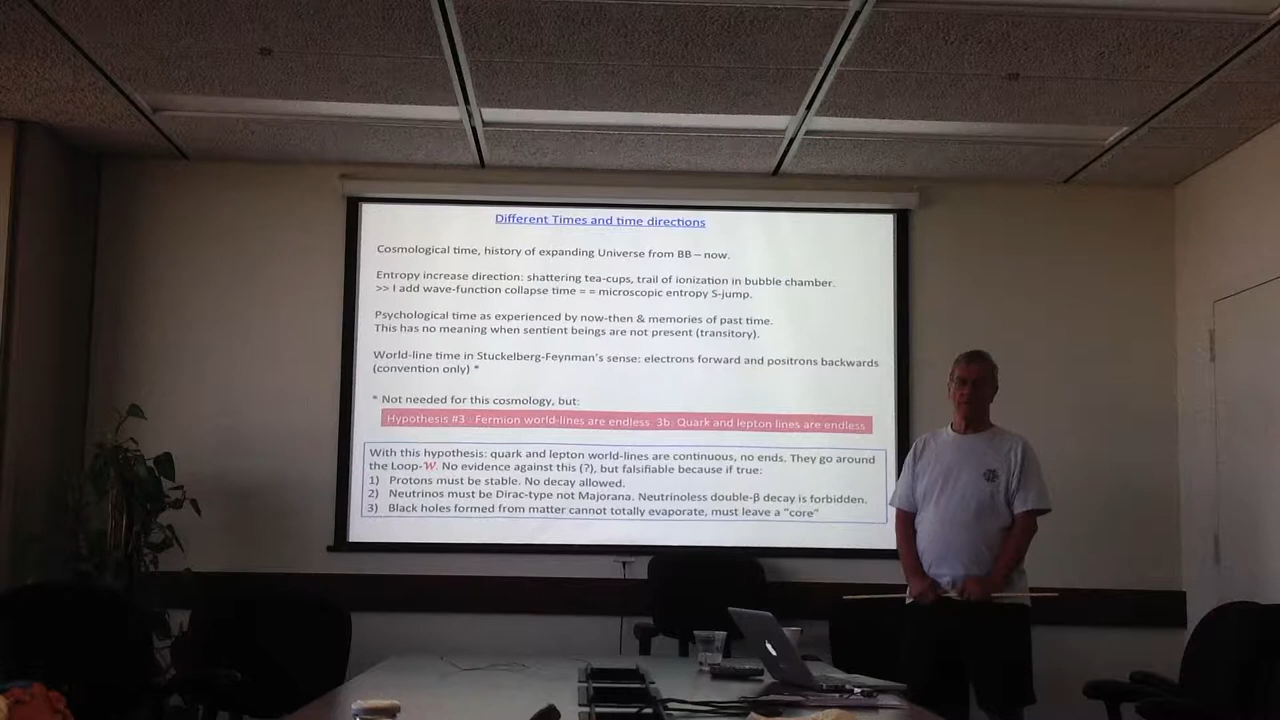 Different Times and time directions
Cosmological time, history of expanding Universe from BB – now.
Entropy increase direction: shattering tea-cups, trail of ionization in bubble chamber.
>> I add wave-function collapse time = = microscopic entropy S-jump.
Psychological time as experienced by now-then & memories of past time.
This has no meaning when sentient beings are not present (transitory).
World-line time in Stuckelberg-Feynman's sense: electrons forward and positrons backwards
(convention only) *
* Not needed for this cosmology, but:
Hypothesis #3 : Fermion world-lines are endless. 3b: Quark and lepton lines are endless
With this hypothesis: quark and lepton world-lines are continuous, no ends. They go around
the Loop-W. No evidence against this (?), but falsifiable because if true:
1) Protons must be stable. No decay allowed.
2) Neutrinos must be Dirac-type not Majorana. Neutrinoless double-β decay is forbidden.
3) Black holes formed from matter cannot totally evaporate, must leave a "core"